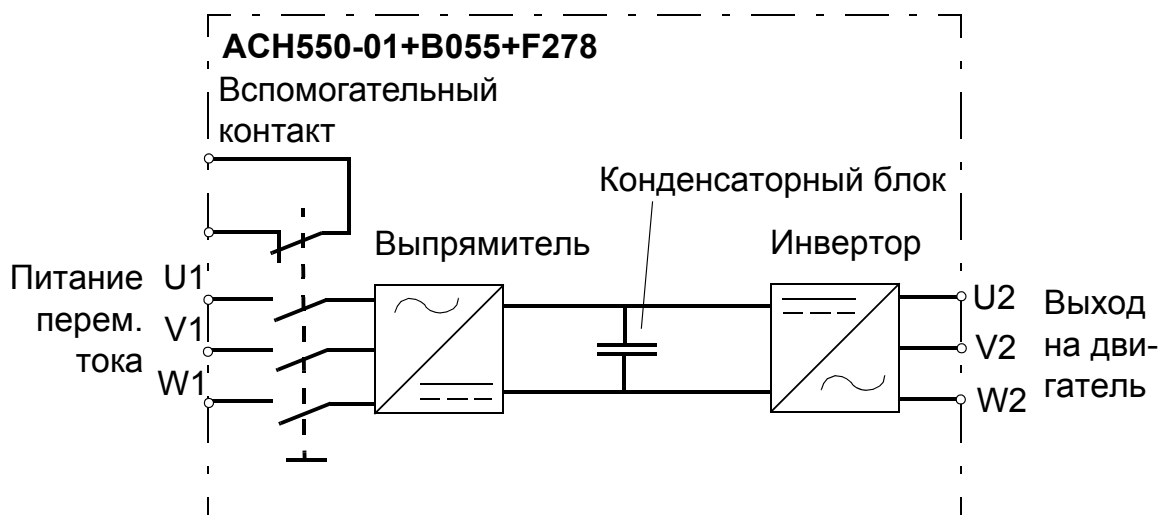 ACH550-01+B055+F278
Вспомогательный
контакт
Конденсаторный блок
Выпрямитель
Инвертор
Питание
перем.
тока
U1
V1
W1
U2
V2
W2
Выход
на дви-
гатель